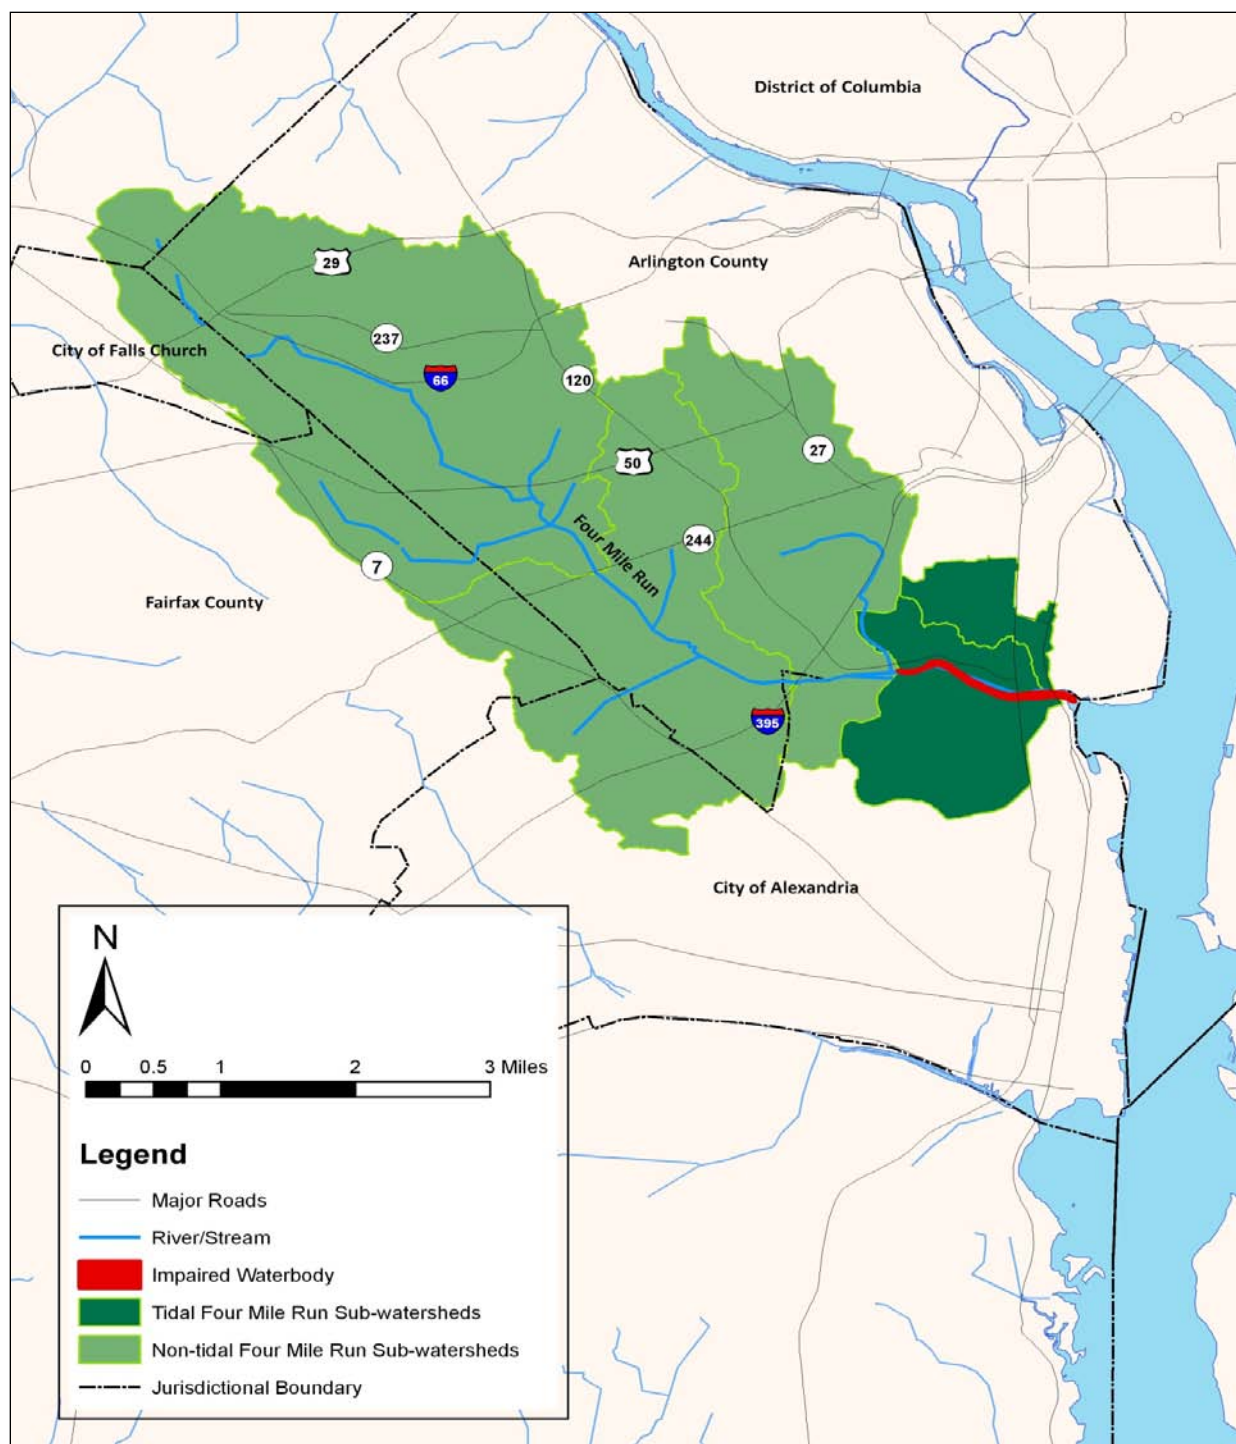 District of Columbia
Arlington County
29
237
City of Falls Church
66
120
50
27
Four Mile Run
244
7
Fairfax County
395
City of Alexandria
N
0 0.5 1 2 3 Miles
Legend
Major Roads
River/Stream
Impaired Waterbody
Tidal Four Mile Run Sub-watersheds
Non-tidal Four Mile Run Sub-watersheds
Jurisdictional Boundary